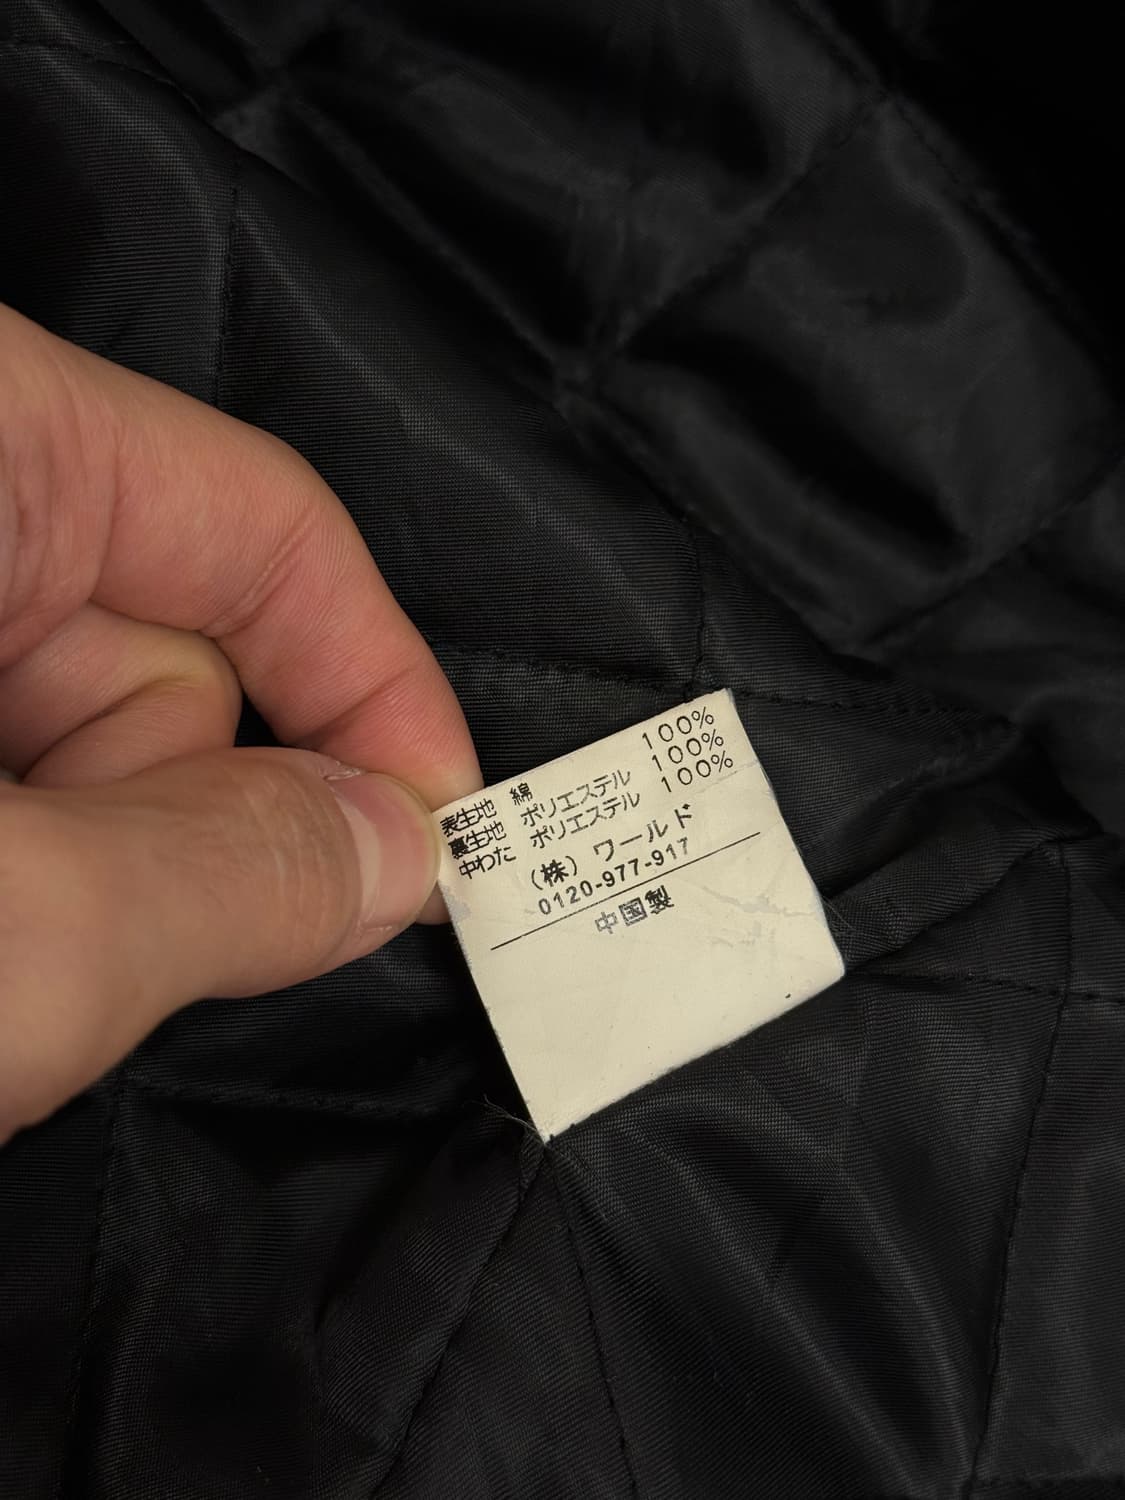 表生地 綿 100%
裏生地 ポリエステル 100%
中わた ポリエステル 100%
(株) ワールド
0120-977-917
中国製